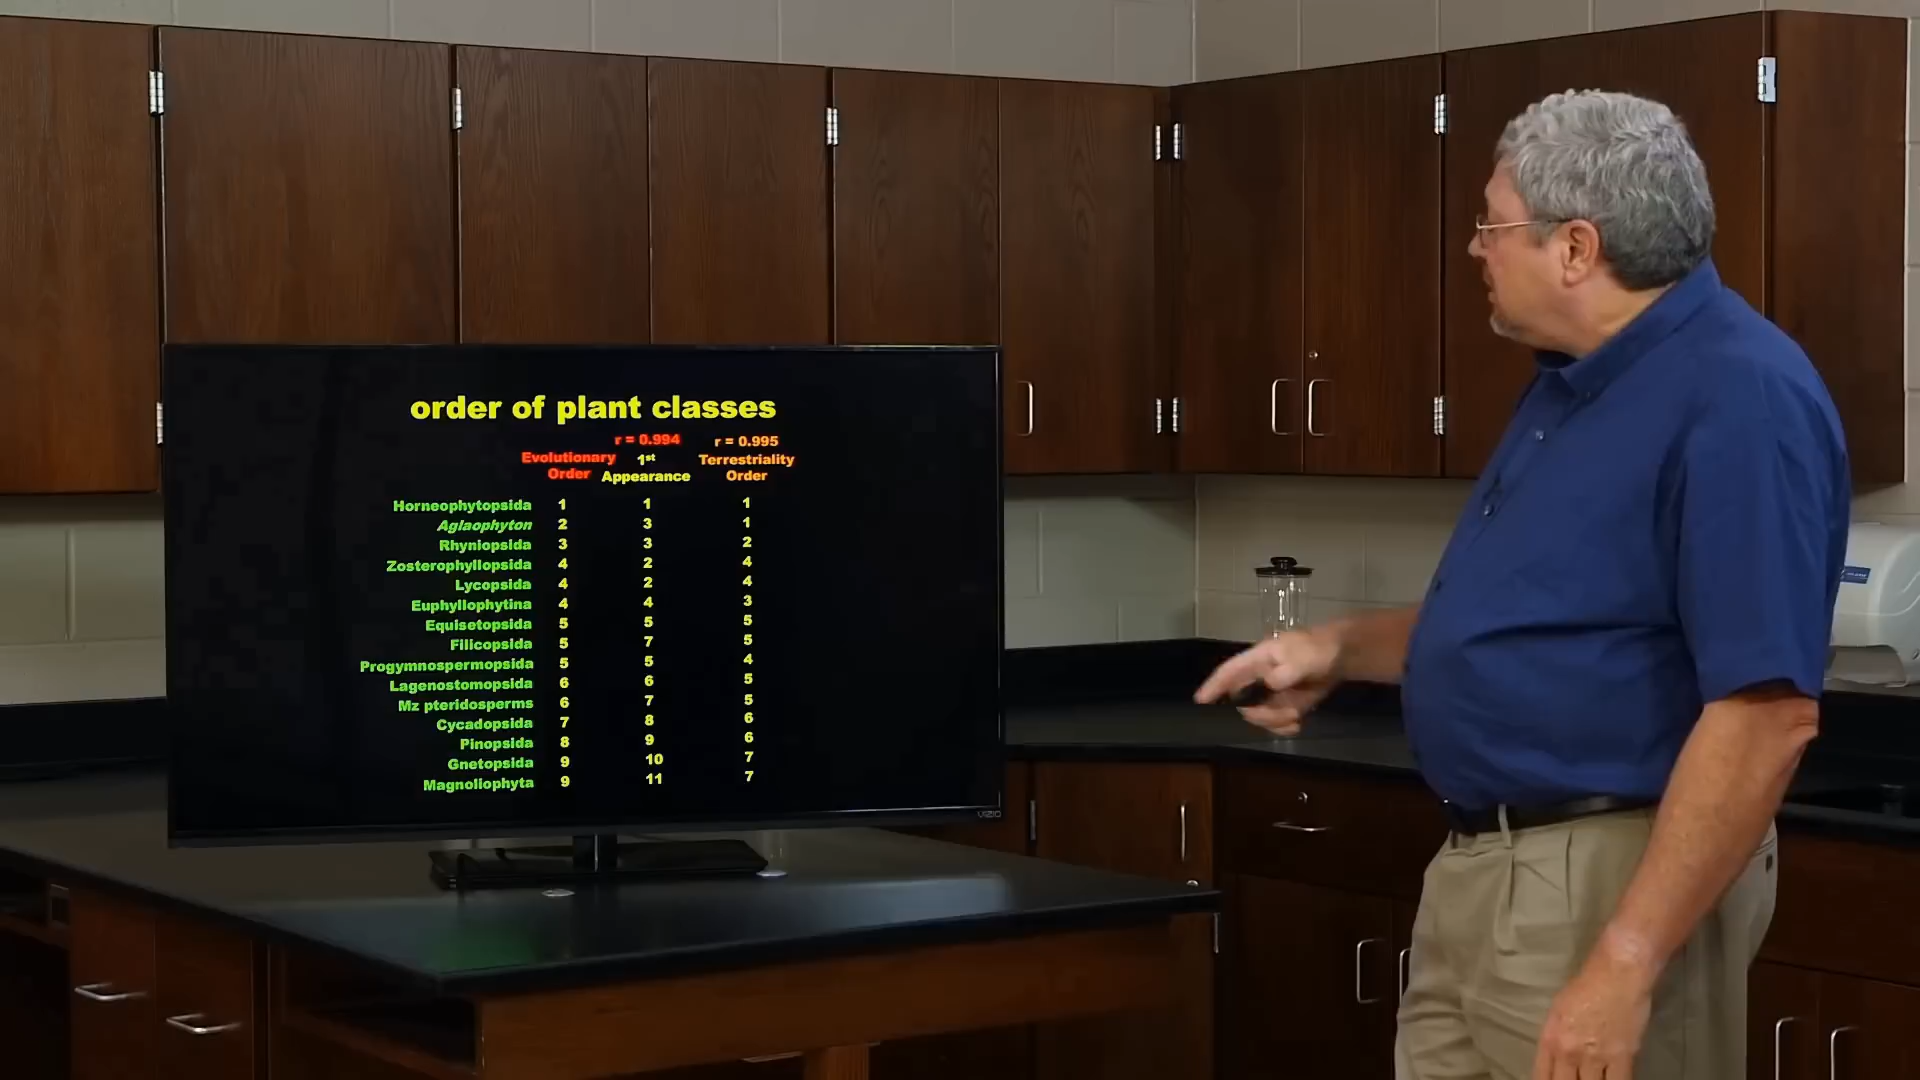 order of plant classes
r = 0.994 r = 0.995
Evolutionary Order 1st Appearance Terrestriality Order
Horneophytopsida 1 1 1
Aglaophyton 2 3 1
Rhyniopsida 3 3 2
Zosterophyllopsida 4 2 4
Lycopsida 4 2 4
Euphyllophytina 4 4 3
Equisetopsida 5 5 5
Filicopsida 5 7 5
Progymnospermopsida 5 5 4
Lagenostomopsida 6 6 5
Mz pteridosperms 6 7 5
Cycadopsida 7 8 6
Pinopsida 8 9 6
Gnetopsida 9 10 7
Magnoliophyta 9 11 7
VIZIO